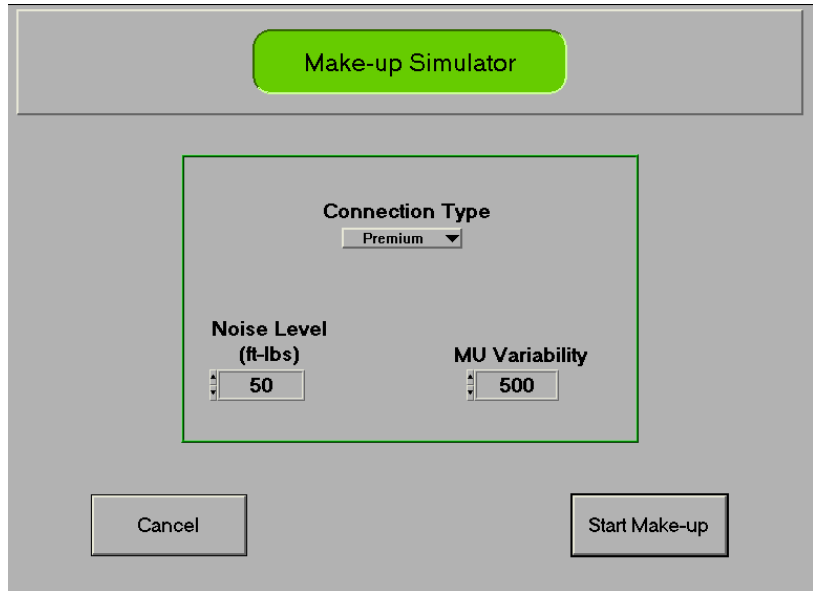 Make-up Simulator
Connection Type
Premium
Noise Level
(ft-lbs)
50
MU Variability
500
Cancel
Start Make-up